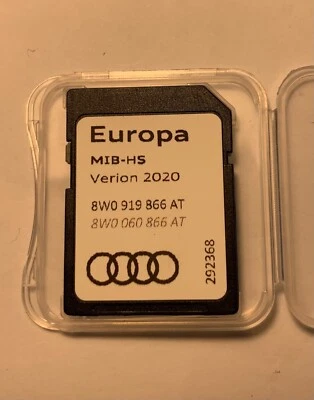 Europa
MIB-HS
Verion 2020
8W0 919 866 AT
8W0 060 866 AT
292368